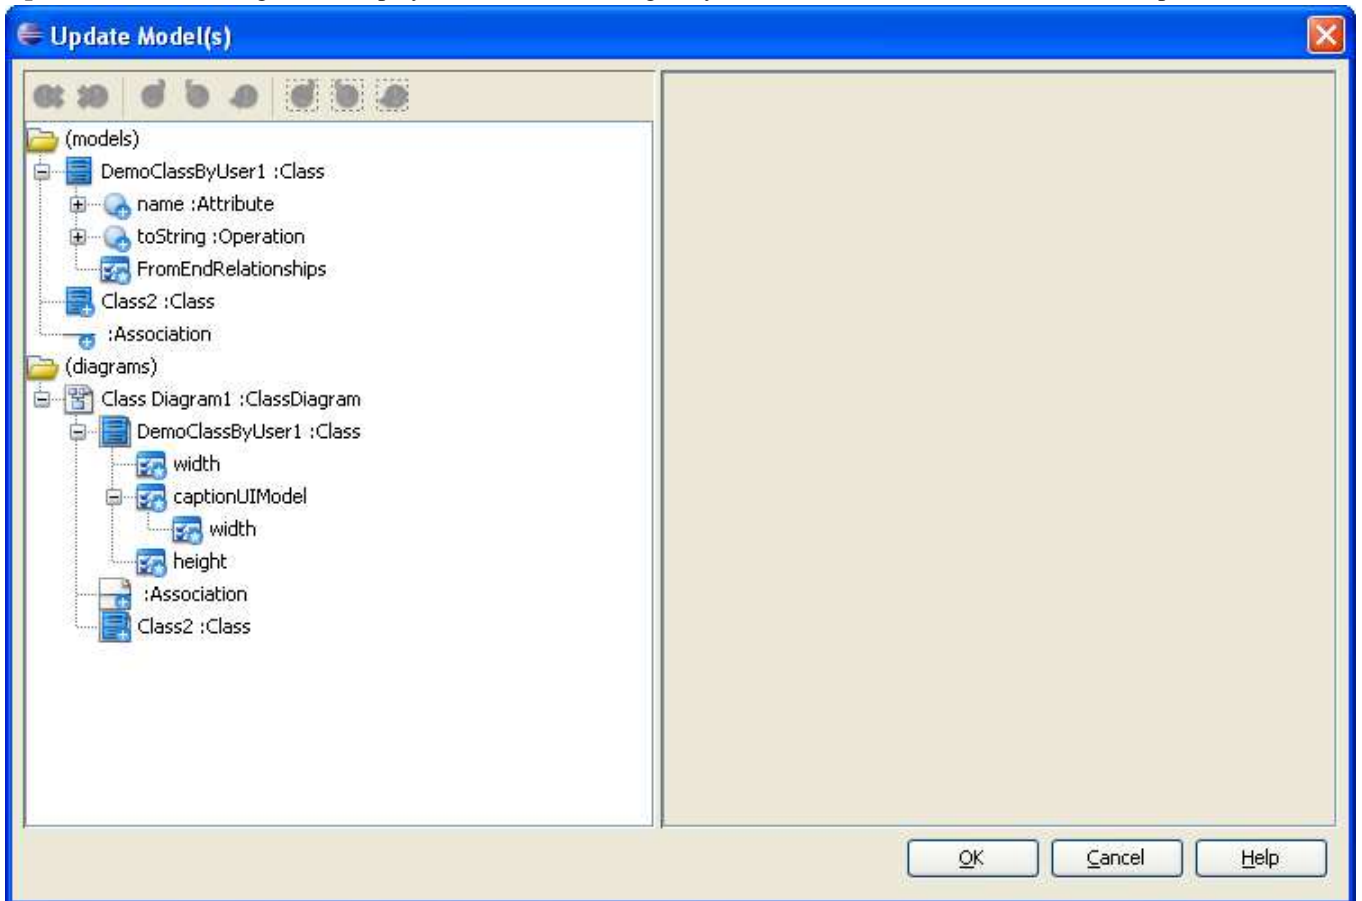 Update Model(s)
(models)
DemoClassByUser1 :Class
name :Attribute
toString :Operation
FromEndRelationships
Class2 :Class
:Association
(diagrams)
Class Diagram1 :ClassDiagram
DemoClassByUser1 :Class
width
captionUIModel
width
height
:Association
Class2 :Class
OK Cancel Help